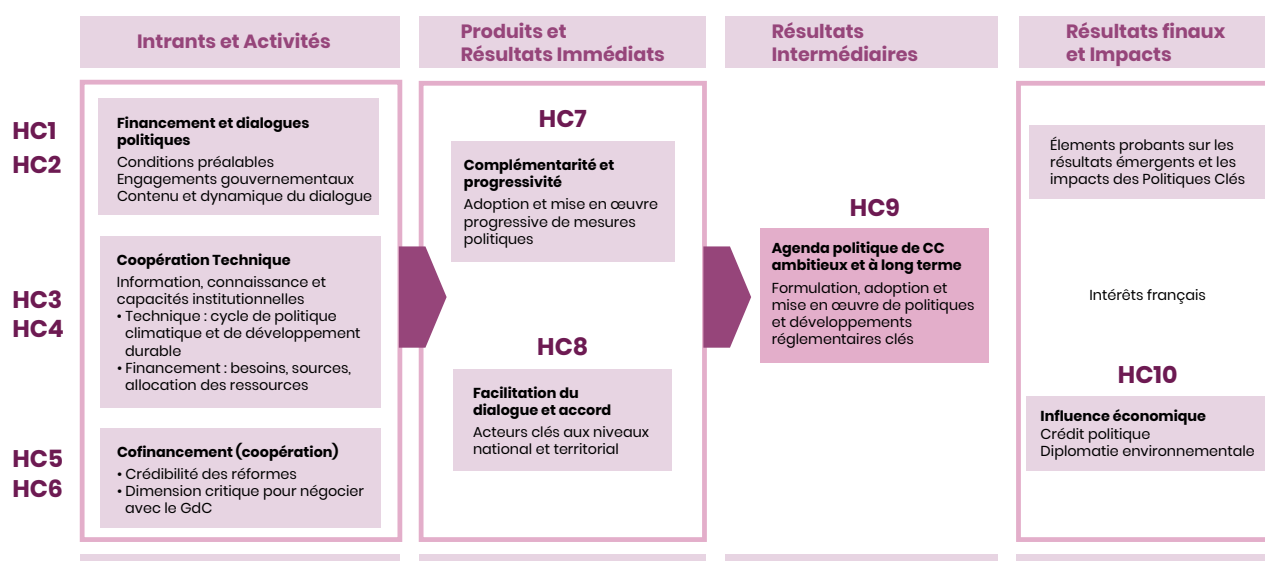 Intrants et Activités
Produits et
Résultats Immédiats
Résultats
Intermédiaires
Résultats finaux
et Impacts
HC1
HC2
Financement et dialogues
politiques
Conditions préalables
Engagements gouvernementaux
Contenu et dynamique du dialogue
HC3
HC4
Coopération Technique
Information, connaissance et
capacités institutionnelles
• Technique : cycle de politique
climatique et de développement
durable
• Financement : besoins, sources,
allocation des ressources
HC5
HC6
Cofinancement (coopération)
• Crédibilité des réformes
• Dimension critique pour négocier
avec le GdC
HC7
Complémentarité et
progressivité
Adoption et mise en œuvre
progressive de mesures
politiques
HC8
Facilitation du
dialogue et accord
Acteurs clés aux niveaux
national et territorial
HC9
Agenda politique de CC
ambitieux et à long terme
Formulation, adoption et
mise en œuvre de politiques
et développements
réglementaires clés
Élements probants sur les
résultats émergents et les
impacts des Politiques Clés
Intérêts français
HC10
Influence économique
Crédit politique
Diplomatie environnementale